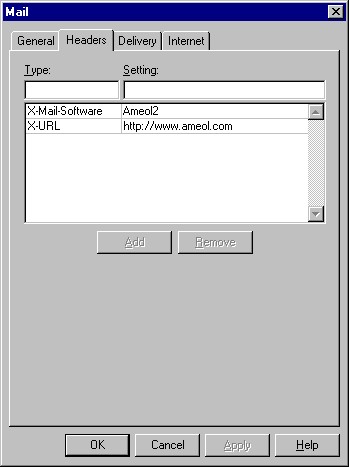 Mail
General Headers Delivery Internet
Type: Setting:
X-Mail-Software Ameol2
X-URL http://www.ameol.com
Add Remove
OK Cancel Apply Help